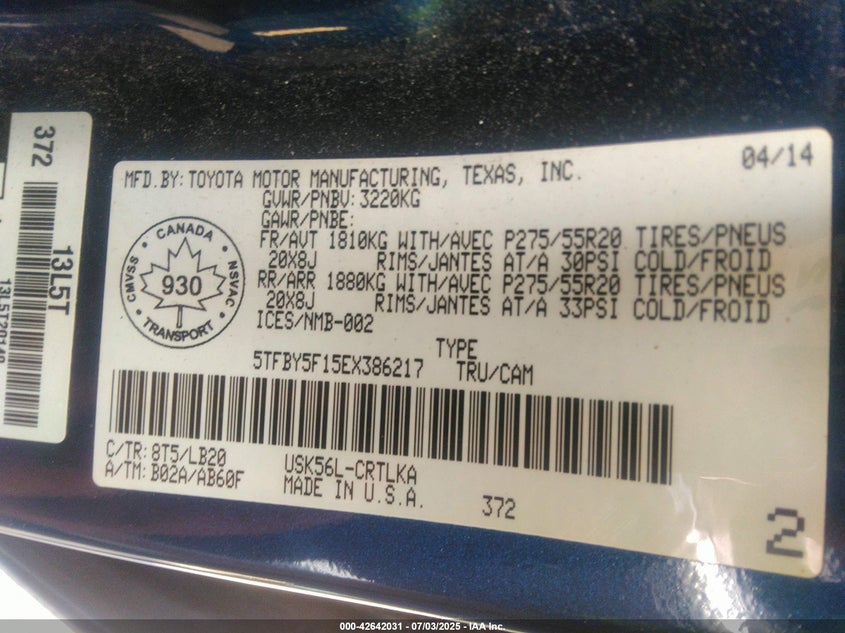 372
13L5T
13L5T20140
MFD.BY: TOYOTA MOTOR MANUFACTURING, TEXAS, INC. 04/14
GVWR/PNBV: 3220KG
GAWR/PNBE:
FR/AVT 1810KG WITH/AVEC P275/55R20 TIRES/PNEUS
20X8J RIMS/JANTES AT/A 30PSI COLD/FROID
RR/ARR 1880KG WITH/AVEC P275/55R20 TIRES/PNEUS
20X8J RIMS/JANTES AT/A 33PSI COLD/FROID
ICES/NMB-002
CANADA
CMVSS · NSVAC
930
TRANSPORT
TYPE
5TFBY5F15EX386217 TRU/CAM
C/TR: 8T5/LB20 USK56L-CRTLKA
A/TM: B02A/AB60F MADE IN U.S.A. 372
2
000-42642031 - 07/03/2025 - IAA Inc.